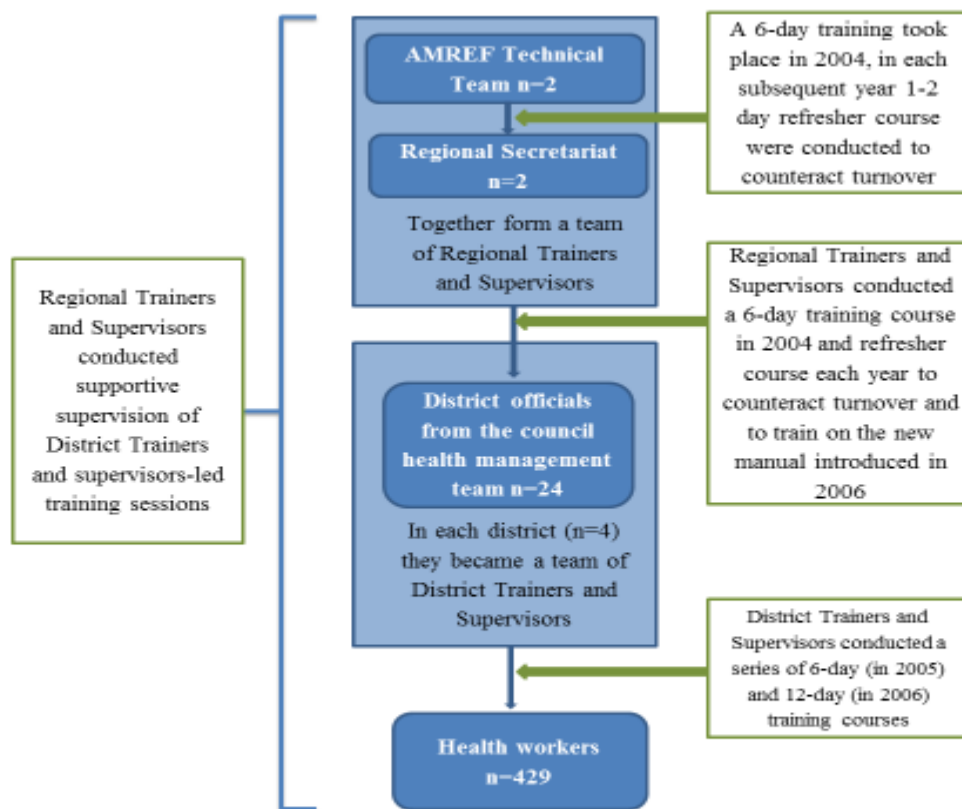 AMREF Technical
Team n=2
Regional Secretariat
n=2
Together form a team
of Regional Trainers
and Supervisors
A 6-day training took
place in 2004, in each
subsequent year 1-2
day refresher course
were conducted to
counteract turnover
Regional Trainers and
Supervisors conducted
a 6-day training course
in 2004 and refresher
course each year to
counteract turnover and
to train on the new
manual introduced in
2006
Regional Trainers
and Supervisors
conducted
supportive
supervision of
District Trainers
and supervisors-led
training sessions
District officials
from the council
health management
team n=24
In each district (n=4)
they became a team of
District Trainers and
Supervisors
District Trainers and
Supervisors conducted a
series of 6-day (in 2005)
and 12-day (in 2006)
training courses
Health workers
n=429